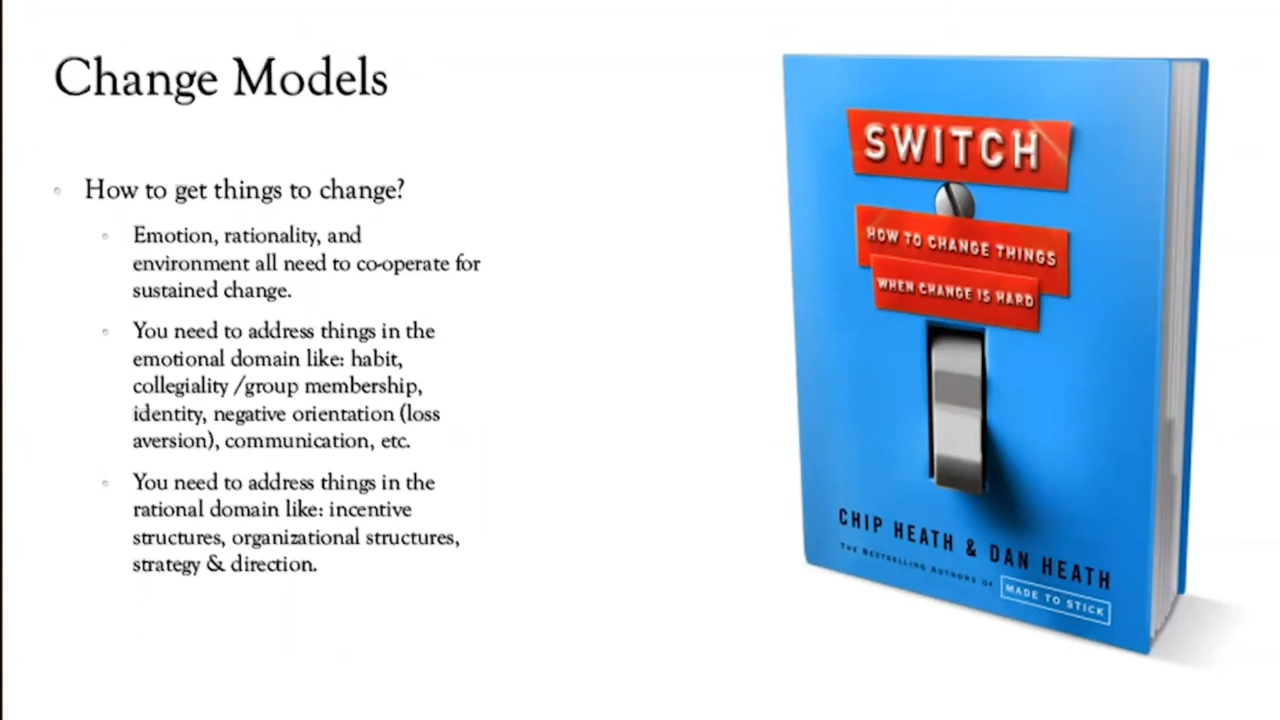 Change Models
How to get things to change?
Emotion, rationality, and
environment all need to co-operate for
sustained change.
You need to address things in the
emotional domain like: habit,
collegiality /group membership,
identity, negative orientation (loss
aversion), communication, etc.
You need to address things in the
rational domain like: incentive
structures, organizational structures,
strategy & direction.
SWITCH
HOW TO CHANGE THINGS
WHEN CHANGE IS HARD
CHIP HEATH & DAN HEATH
THE BESTSELLING AUTHORS OF MADE TO STICK